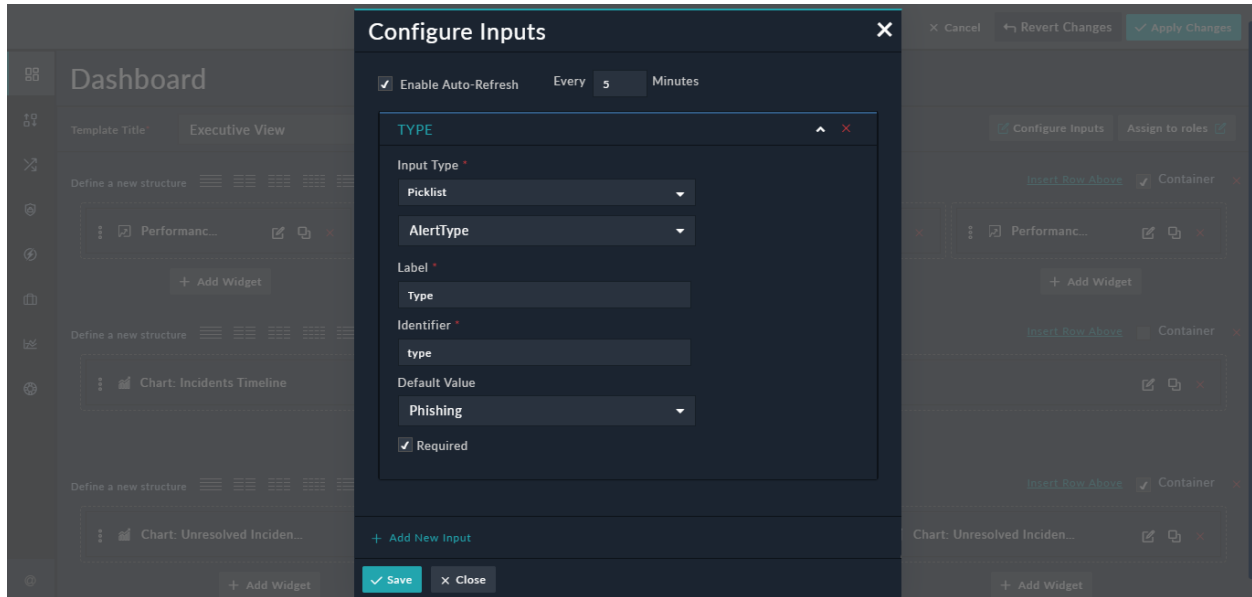 Configure Inputs
Cancel
Revert Changes
Apply Changes
Dashboard
Enable Auto-Refresh Every 5 Minutes
Template Title* Executive View
Configure Inputs
Assign to roles
TYPE
Input Type *
Picklist
AlertType
Label *
Type
Identifier *
type
Default Value
Phishing
Required
Define a new structure
Insert Row Above
Container
Performanc...
Performanc...
+ Add Widget
+ Add Widget
Define a new structure
Insert Row Above
Container
Chart: Incidents Timeline
Define a new structure
Insert Row Above
Container
Chart: Unresolved Inciden...
Chart: Unresolved Inciden...
+ Add Widget
+ Add Widget
+ Add New Input
Save
Close